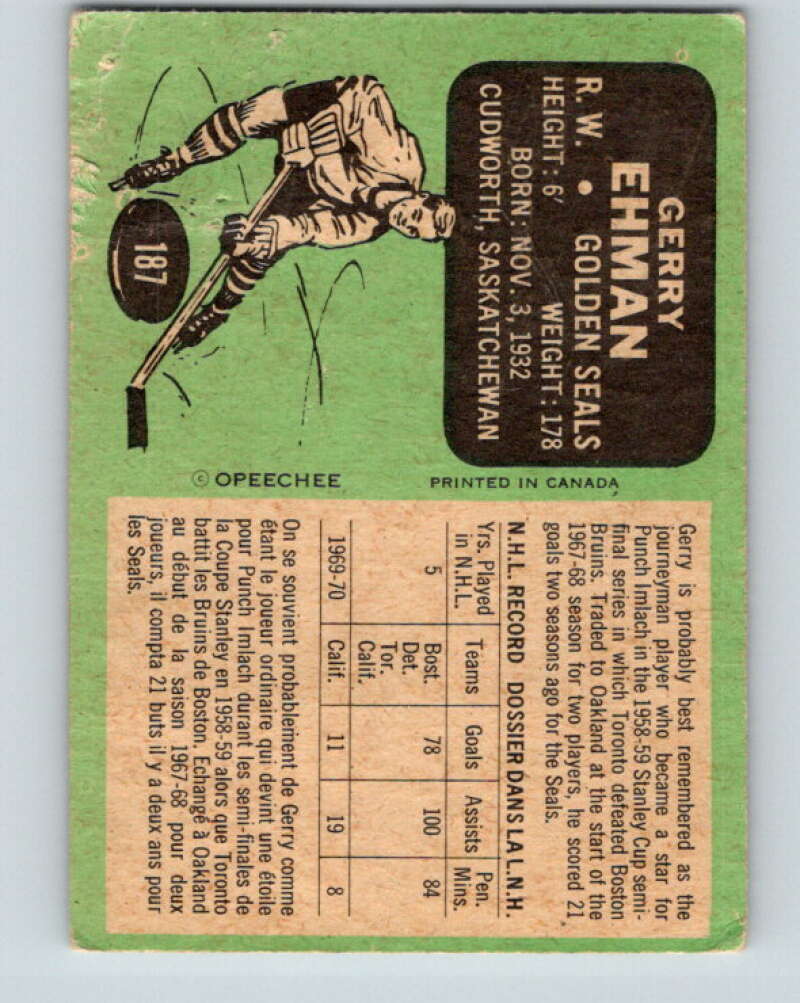 GERRY
EHMAN
R. W. • GOLDEN SEALS
HEIGHT: 6' WEIGHT: 178
BORN: NOV. 3, 1932
CUDWORTH, SASKATCHEWAN
187
© OPEECHEE PRINTED IN CANADA
Gerry is probably best remembered as the
journeyman player who became a star for
Punch Imlach in the 1958-59 Stanley Cup semi-
final series in which Toronto defeated Boston
Bruins. Traded to Oakland at the start of the
1967-68 season for two players, he scored 21
goals two seasons ago for the Seals.
N.H.L. RECORD DOSSIER DANS LA L.N.H.
Yrs. Played Teams Goals Assists Pen.
in N.H.L. Mins.
5 Bost. 78 100 84
Det.
Tor.
Calif.
1969-70 Calif. 11 19 8
On se souvient probablement de Gerry comme
étant le joueur ordinaire qui devint une étoile
pour Punch Imlach durant les semi-finales de
la Coupe Stanley en 1958-59 alors que Toronto
battit les Bruins de Boston. Echangé à Oakland
au début de la saison 1967-68 pour deux
joueurs, il compta 21 buts il y a deux ans pour
les Seals.